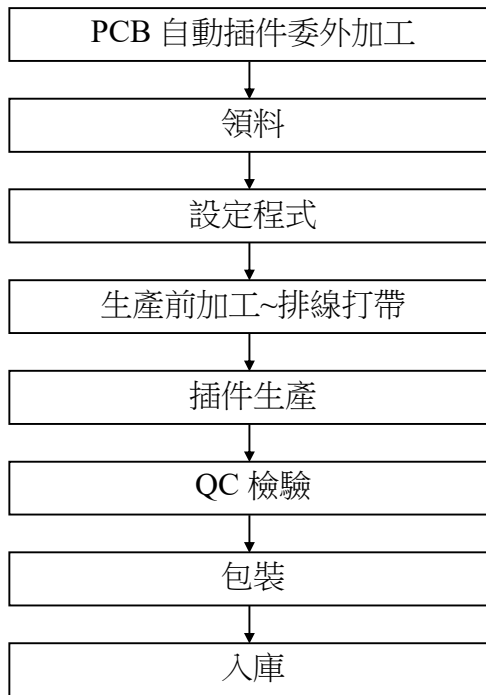 PCB 自動插件委外加工
領料
設定程式
生產前加工~排線打帶
插件生產
QC 檢驗
包裝
入庫